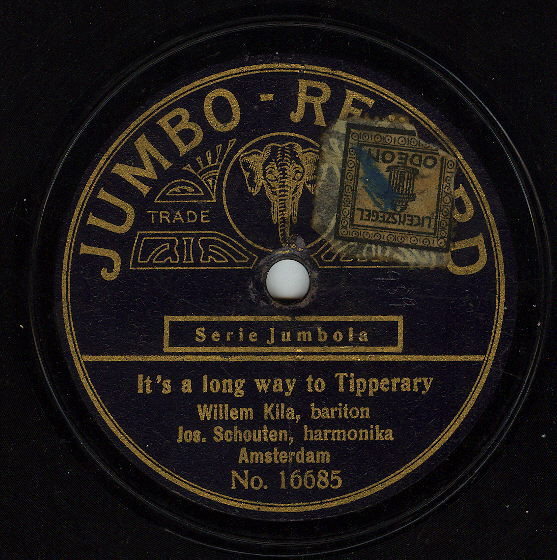 JUMBO-RE RD
TRADE
ODEON
LICENZSIEGEL
Serie Jumbola
It's a long way to Tipperary
Willem Kila, bariton
Jos. Schouten, harmonika
Amsterdam
No. 16685